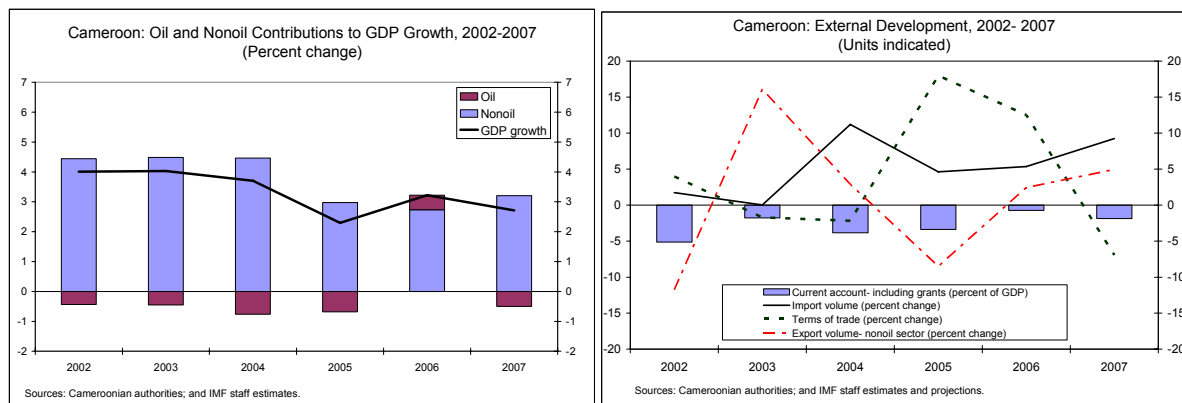 Cameroon: Oil and Nonoil Contributions to GDP Growth, 2002-2007
(Percent change)
7
6
5
4
3
2
1
0
-1
-2
7
6
5
4
3
2
1
0
-1
-2
Oil
Nonoil
GDP growth
2002 2003 2004 2005 2006 2007
Sources: Cameroonian authorities; and IMF staff estimates.
Cameroon: External Development, 2002- 2007
(Units indicated)
20
15
10
5
0
-5
-10
-15
-20
20
15
10
5
0
-5
-10
-15
-20
Current account- including grants (percent of GDP)
Import volume (percent change)
Terms of trade (percent change)
Export volume- nonoil sector (percent change)
2002 2003 2004 2005 2006 2007
Sources: Cameroonian authorities; and IMF staff estimates and projections.